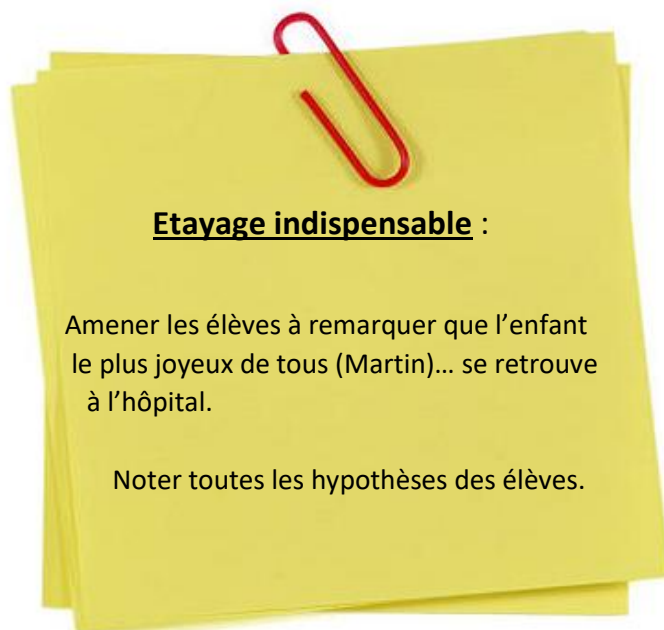 Etayage indispensable :
Amener les élèves à remarquer que l'enfant
le plus joyeux de tous (Martin)... se retrouve
à l'hôpital.
Noter toutes les hypothèses des élèves.